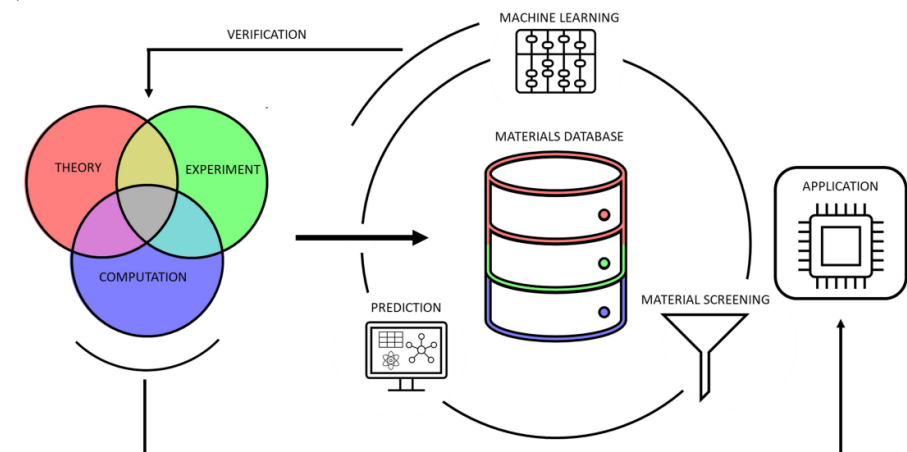 MACHINE LEARNING
VERIFICATION
MATERIALS DATABASE
THEORY
EXPERIMENT
APPLICATION
COMPUTATION
MATERIAL SCREENING
PREDICTION